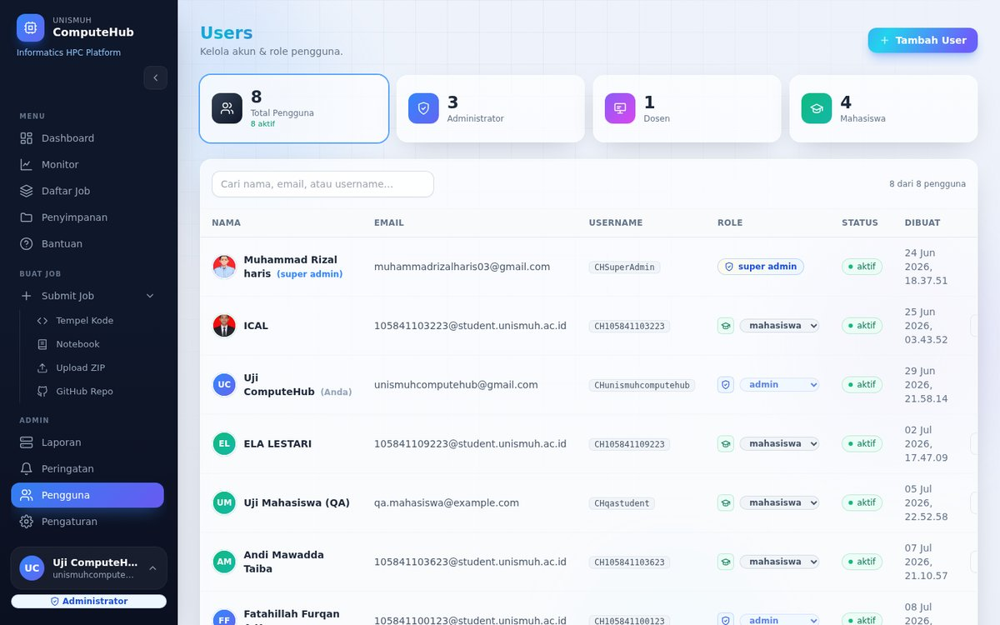 UNISMUH
ComputeHub
Informatics HPC Platform
MENU
Dashboard
Monitor
Daftar Job
Penyimpanan
Bantuan
BUAT JOB
Submit Job
Tempel Kode
Notebook
Upload ZIP
GitHub Repo
ADMIN
Laporan
Peringatan
Pengguna
Pengaturan
UC
Uji ComputeH...
unismuhcompute...
Administrator
Users
Kelola akun & role pengguna.
Tambah User
8
Total Pengguna
8 aktif
3
Administrator
1
Dosen
4
Mahasiswa
Cari nama, email, atau username...
8 dari 8 pengguna
NAMA EMAIL USERNAME ROLE STATUS DIBUAT
Muhammad Rizal
haris (super admin)
muhammadrizalharis03@gmail.com
CHSuperAdmin
super admin
aktif
24 Jun
2026,
18.37.51
ICAL
105841103223@student.unismuh.ac.id
CH105841103223
mahasiswa
aktif
25 Jun
2026,
03.43.52
UC
Uji
ComputeHub (Anda)
unismuhcomputehub@gmail.com
CHunismuhcomputehub
admin
aktif
29 Jun
2026,
21.58.14
EL
ELA LESTARI
105841109223@student.unismuh.ac.id
CH105841109223
mahasiswa
aktif
02 Jul
2026,
17.47.09
UM
Uji Mahasiswa (QA)
qa.mahasiswa@example.com
CHqastudent
mahasiswa
aktif
05 Jul
2026,
22.52.58
AM
Andi Mawadda
Taiba
105841103623@student.unismuh.ac.id
CH105841103623
mahasiswa
aktif
07 Jul
2026,
21.10.57
FF
Fatahillah Furqan
105841100123@student.unismuh.ac.id
CH105841100123
admin
aktif
08 Jul
2026,